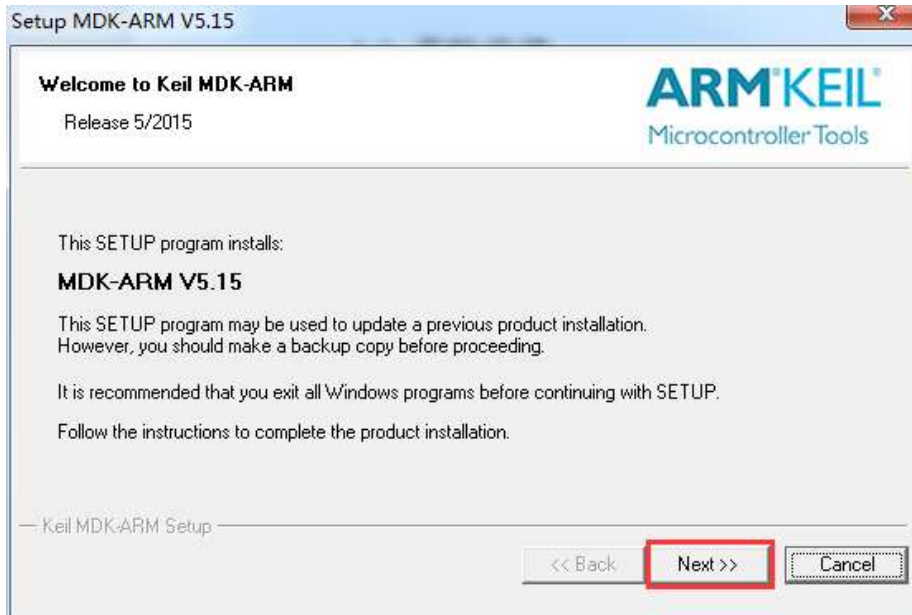 Setup MDK-ARM V5.15
Welcome to Keil MDK-ARM
Release 5/2015
ARM®KEIL®
Microcontroller Tools
This SETUP program installs:
MDK-ARM V5.15
This SETUP program may be used to update a previous product installation.
However, you should make a backup copy before proceeding.
It is recommended that you exit all Windows programs before continuing with SETUP.
Follow the instructions to complete the product installation.
Keil MDK-ARM Setup
<< Back
Next >>
Cancel